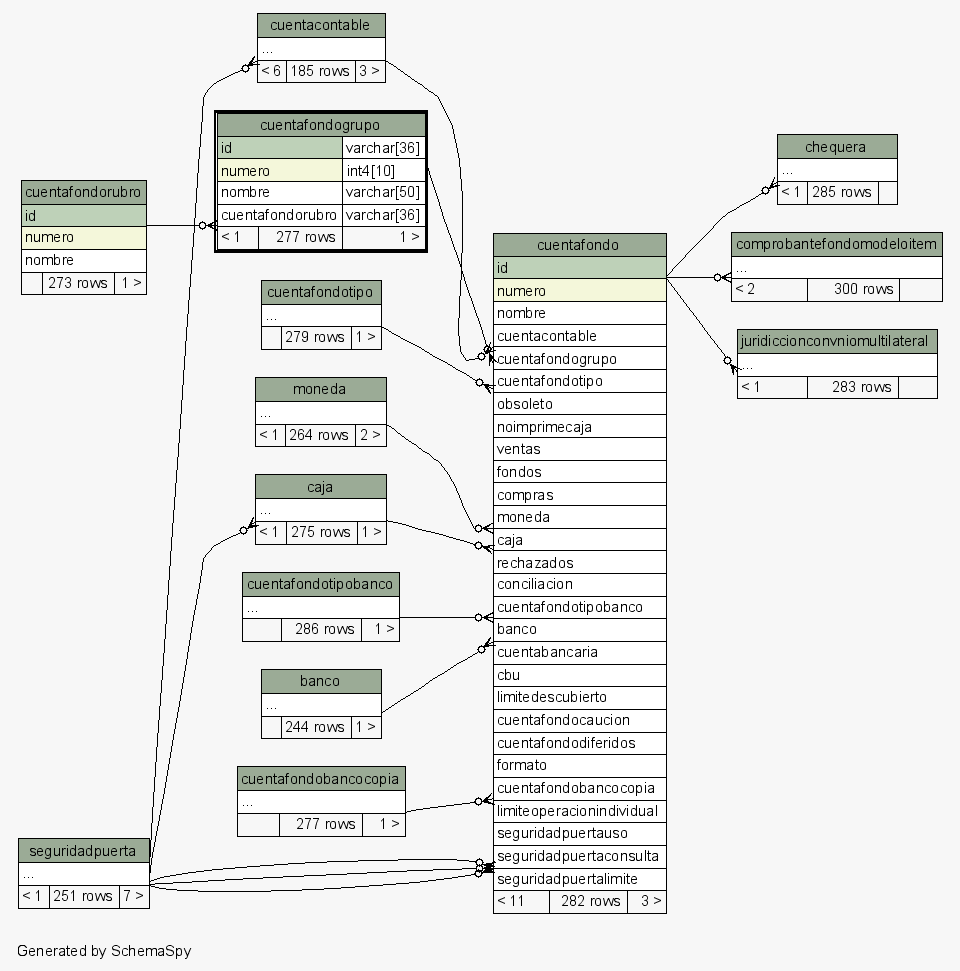 cuentacontable
...
< 6 185 rows 3 >
cuentafondogrupo
id varchar[36]
numero int4[10]
nombre varchar[50]
cuentafondorubro varchar[36]
< 1 277 rows 1 >
cuentafondorubro
id
numero
nombre
273 rows 1 >
cuentafondotipo
...
279 rows 1 >
moneda
...
< 1 264 rows 2 >
caja
...
< 1 275 rows 1 >
cuentafondotipobanco
...
286 rows 1 >
banco
...
244 rows 1 >
cuentafondobancocopia
...
277 rows 1 >
seguridadpuerta
...
< 1 251 rows 7 >
cuentafondo
id
numero
nombre
cuentacontable
cuentafondogrupo
cuentafondotipo
obsoleto
noimprimecaja
ventas
fondos
compras
moneda
caja
rechazados
conciliacion
cuentafondotipobanco
banco
cuentabancaria
cbu
limitedescubierto
cuentafondocaucion
cuentafondodiferidos
formato
cuentafondobancocopia
limiteoperacionindividual
seguridadpuertauso
seguridadpuertaconsulta
seguridadpuertalimite
< 11 282 rows 3 >
chequera
...
< 1 285 rows
comprobantefondomodeloitem
...
< 2 300 rows
juridiccionconvniomultilateral
...
< 1 283 rows
Generated by SchemaSpy